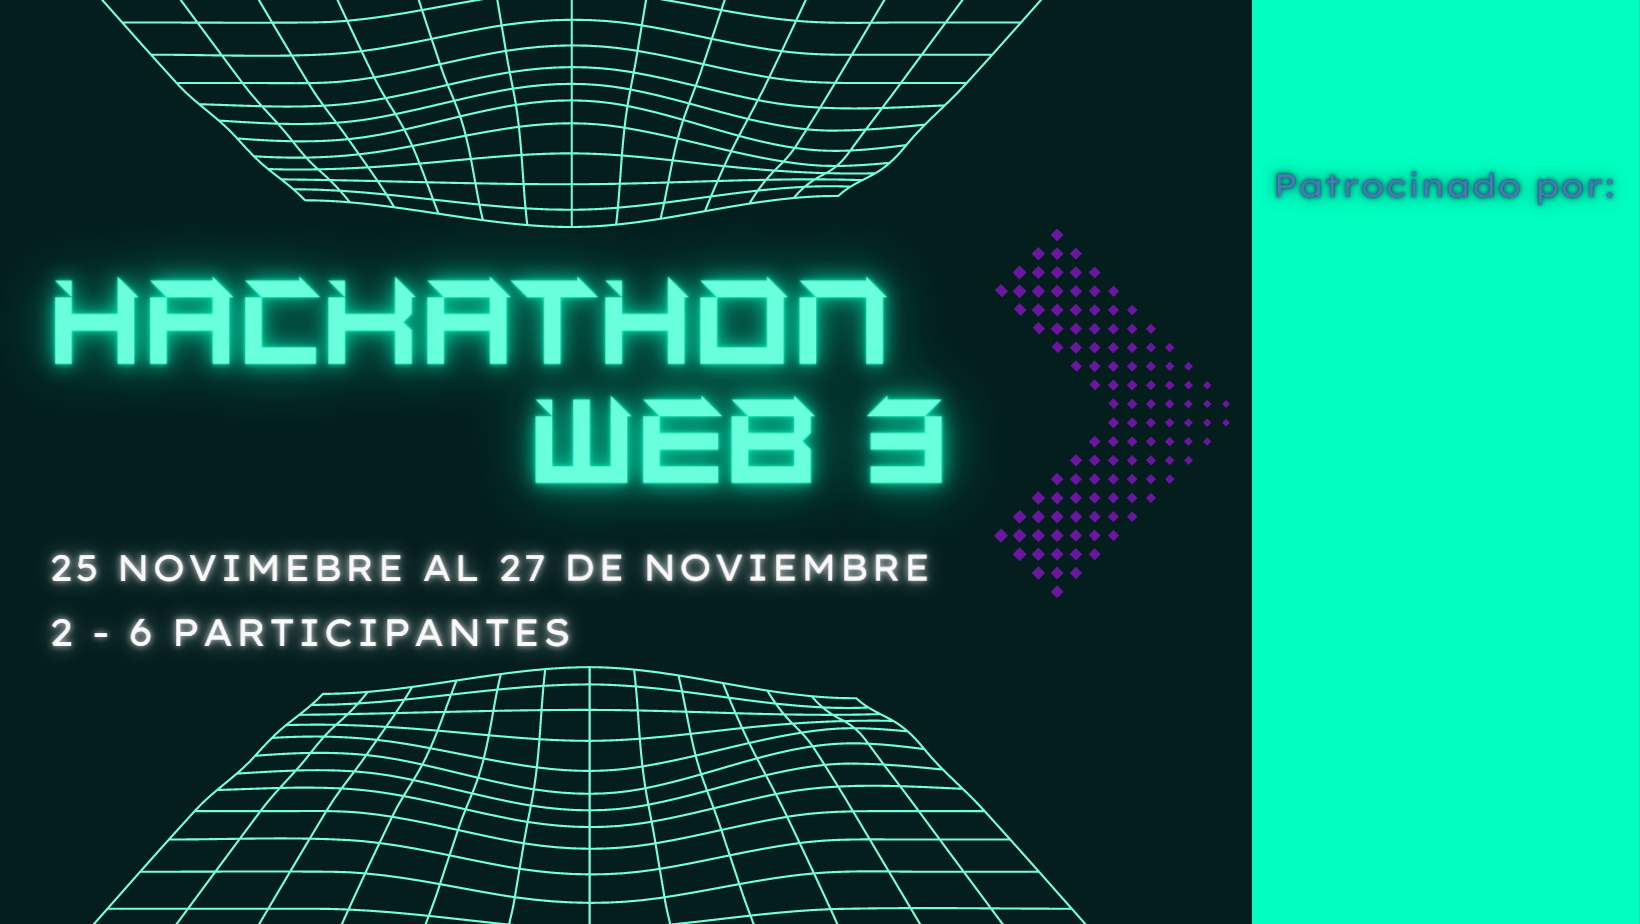 HACKATHON
WEB 3
25 NOVIMEBRE AL 27 DE NOVIEMBRE
2 - 6 PARTICIPANTES
Patrocinado por: